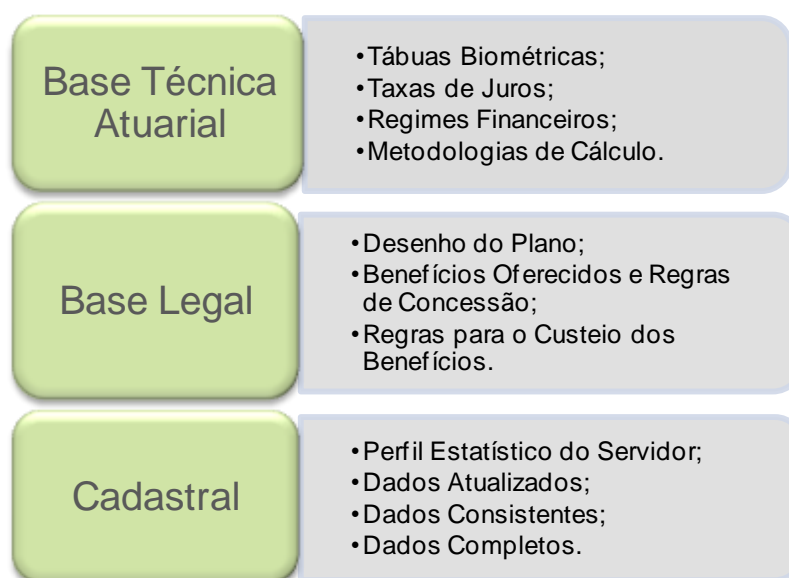 Base Técnica
Atuarial
•Tábuas Biométricas;
•Taxas de Juros;
•Regimes Financeiros;
•Metodologias de Cálculo.
Base Legal
•Desenho do Plano;
•Benefícios Oferecidos e Regras
de Concessão;
•Regras para o Custeio dos
Benefícios.
Cadastral
•Perfil Estatístico do Servidor;
•Dados Atualizados;
•Dados Consistentes;
•Dados Completos.